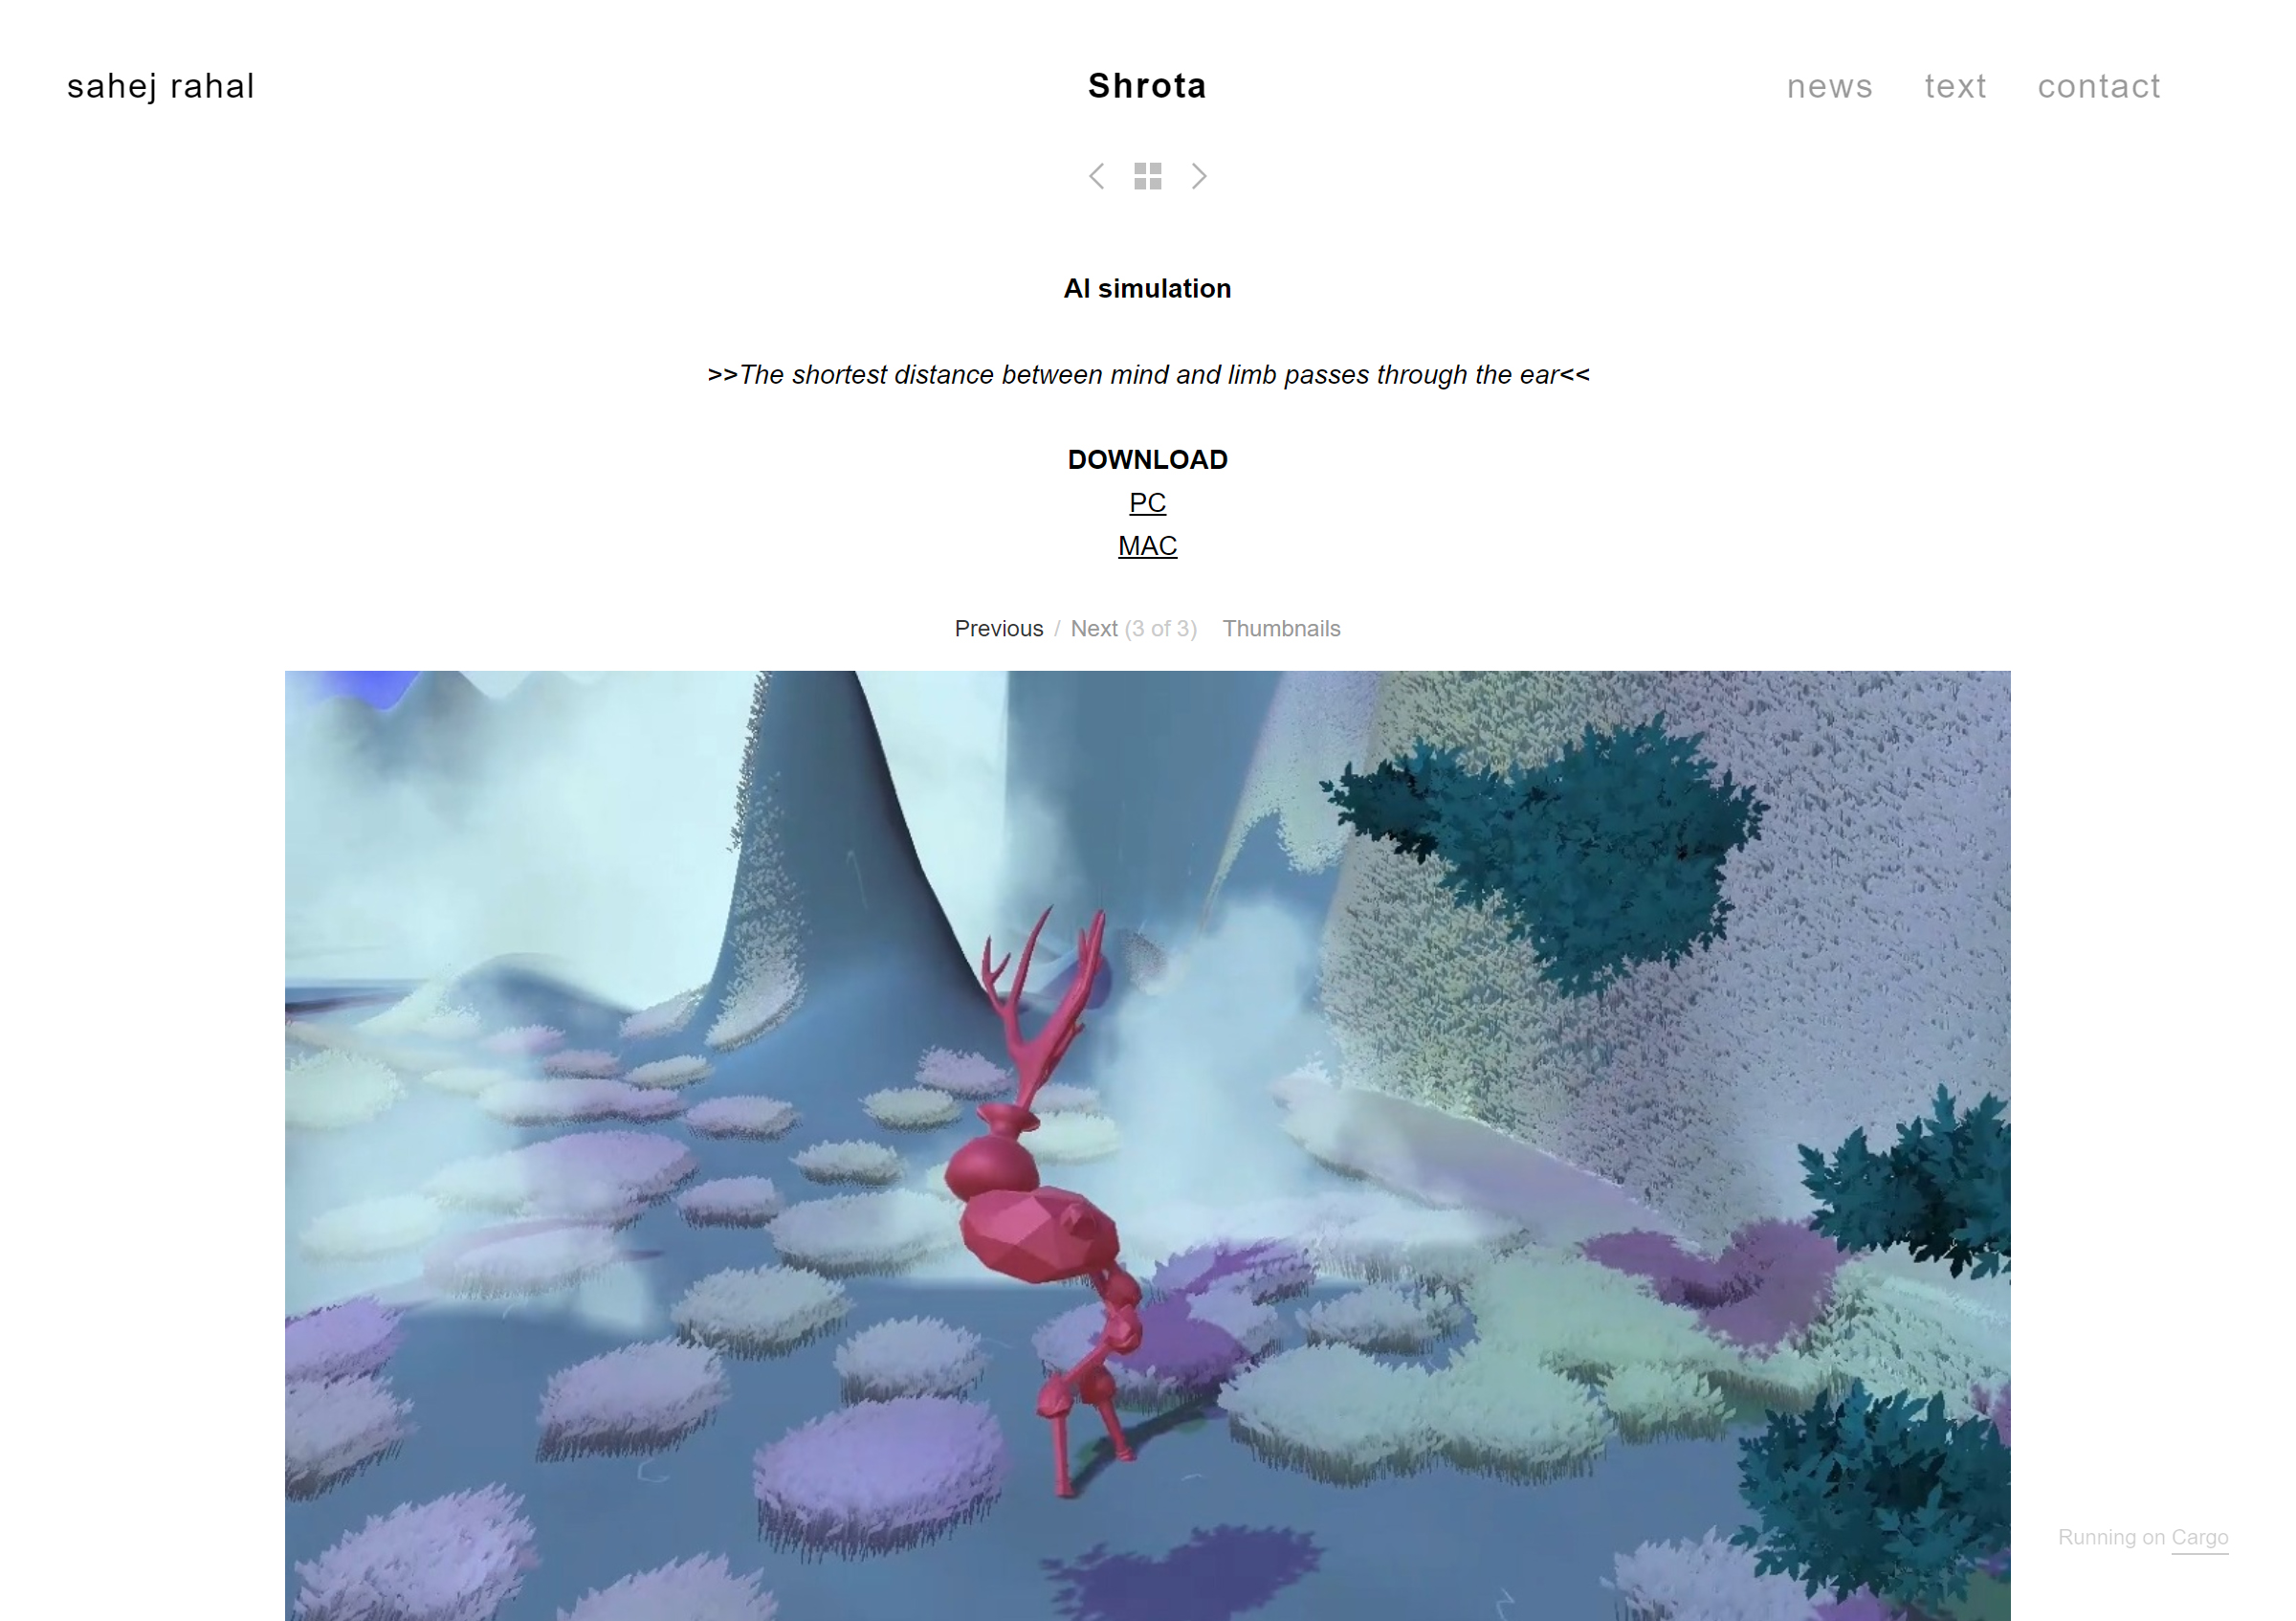 sahej rahal
Shrota
news text contact
AI simulation
>>The shortest distance between mind and limb passes through the ear<<
DOWNLOAD
PC
MAC
Previous / Next (3 of 3) Thumbnails
Running on Cargo